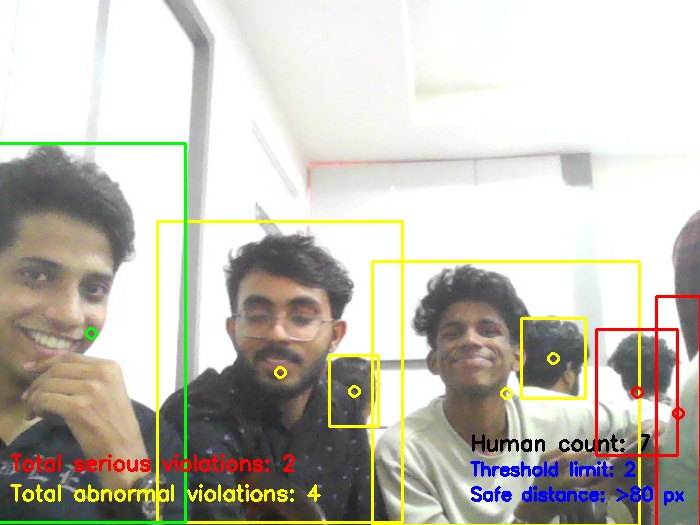 Total serious violations: 2
Total abnormal violations: 4
Human count: 7
Threshold limit: 2
Safe distance: >80 px